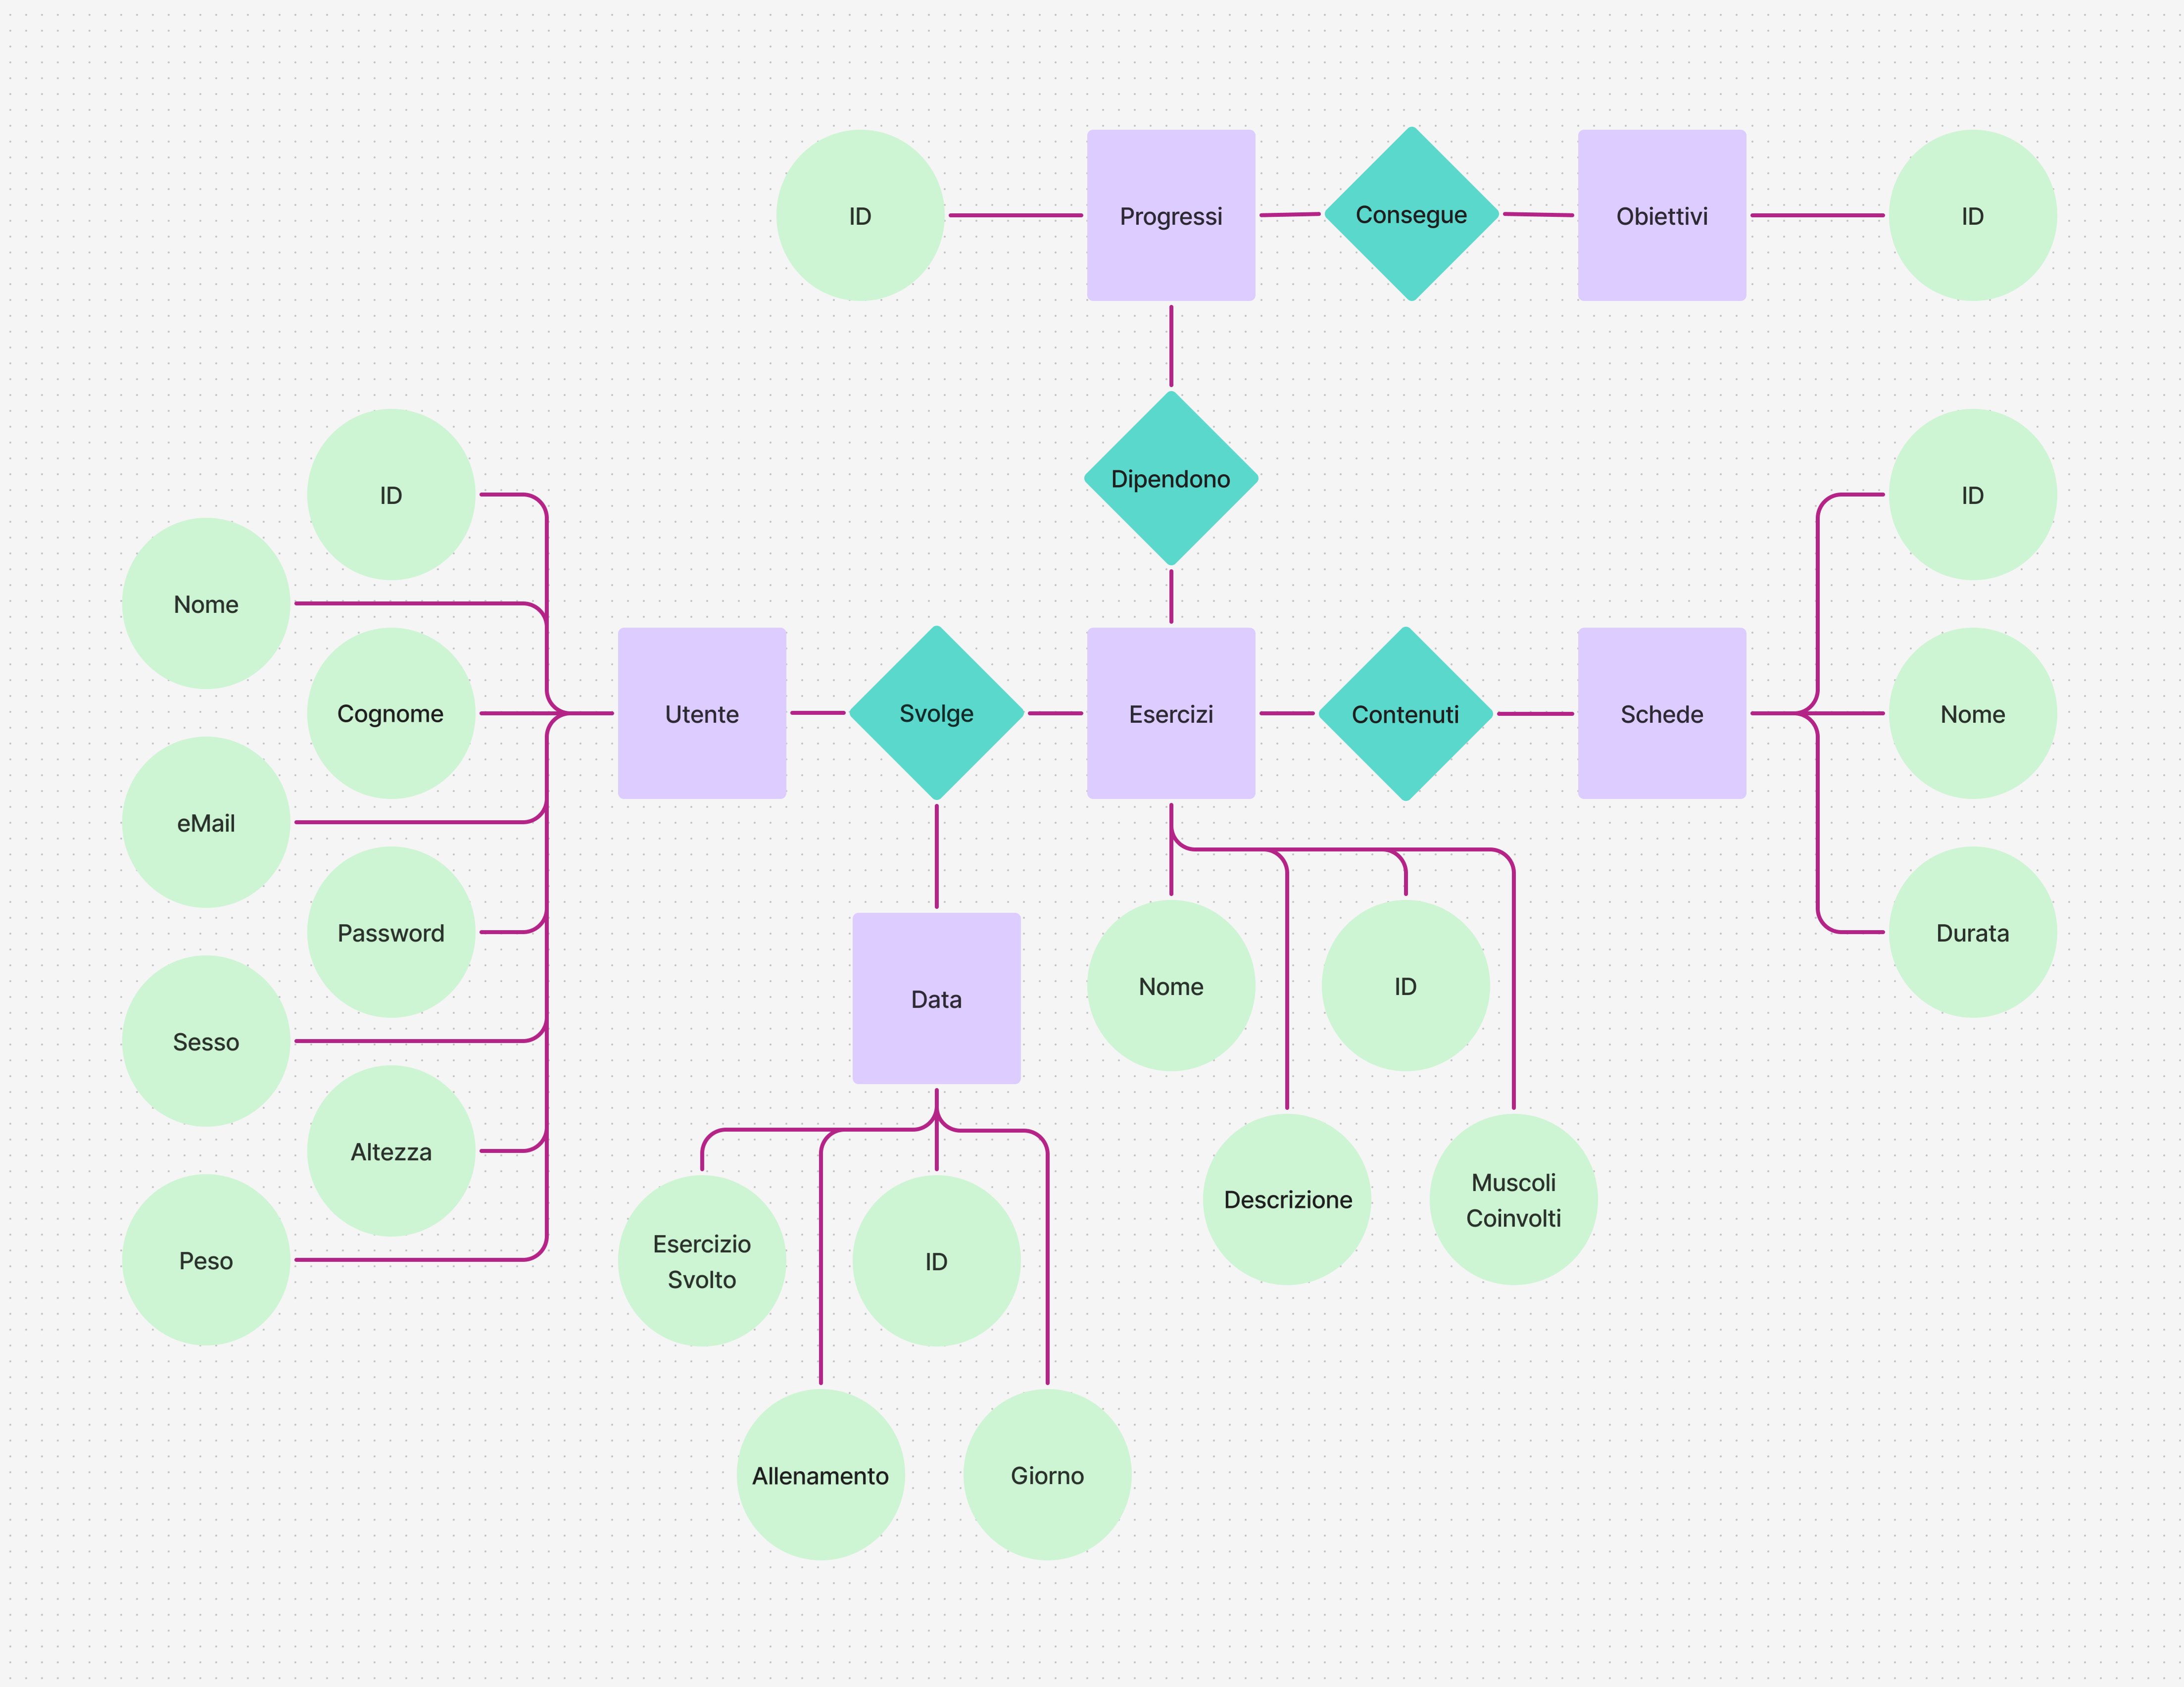 ID
Progressi
Consegue
Obiettivi
ID
Dipendono
ID
Nome
Cognome
eMail
Password
Sesso
Altezza
Peso
Utente
Svolge
Esercizi
Contenuti
Schede
ID
Nome
Durata
Data
Nome
ID
Descrizione
Muscoli
Coinvolti
Esercizio
Svolto
ID
Allenamento
Giorno